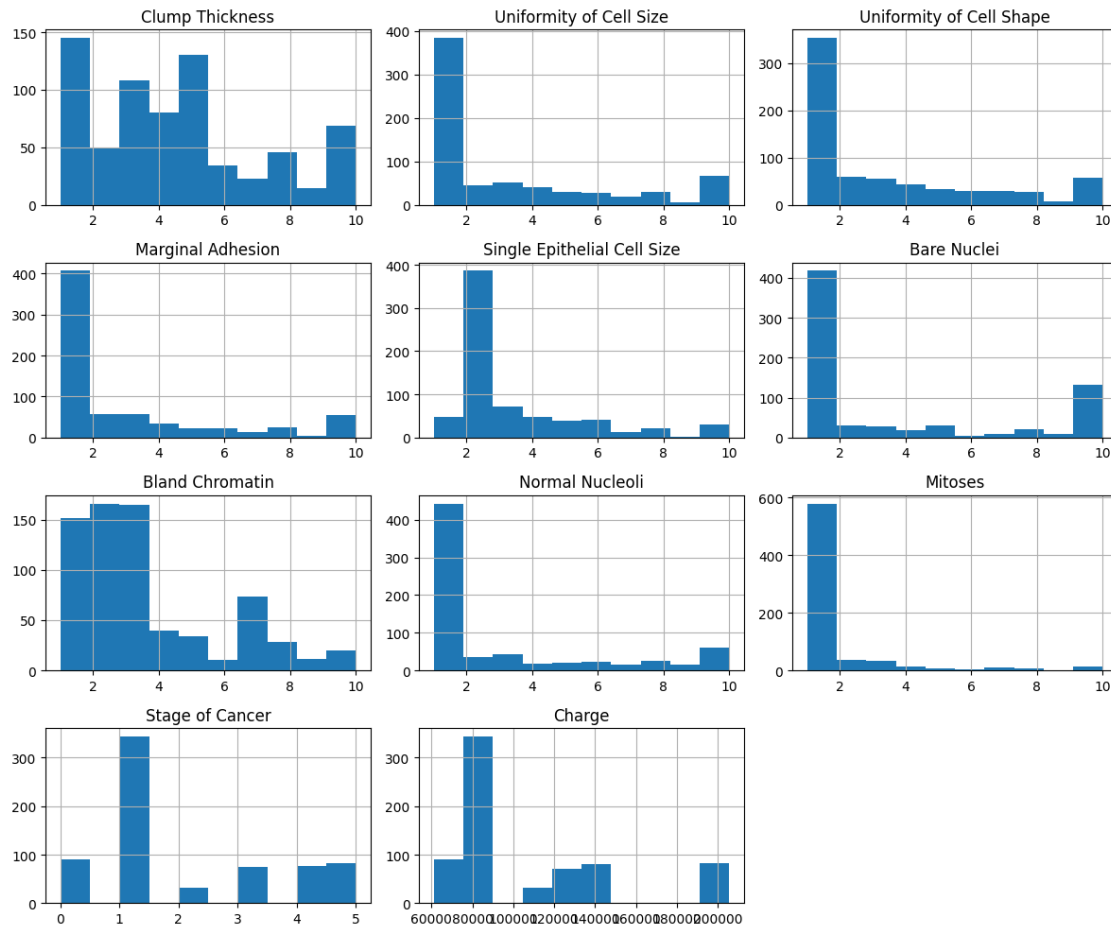 Clump Thickness
150
100
50
0
2 4 6 8 10
Uniformity of Cell Size
400
300
200
100
0
2 4 6 8 10
Uniformity of Cell Shape
300
200
100
0
2 4 6 8 10
Marginal Adhesion
400
300
200
100
0
2 4 6 8 10
Single Epithelial Cell Size
400
300
200
100
0
2 4 6 8 10
Bare Nuclei
400
300
200
100
0
2 4 6 8 10
Bland Chromatin
150
100
50
0
2 4 6 8 10
Normal Nucleoli
400
300
200
100
0
2 4 6 8 10
Mitoses
600
400
200
0
2 4 6 8 10
Stage of Cancer
300
200
100
0
0 1 2 3 4 5
Charge
300
200
100
0
60000 80000 100000 120000 140000 160000 180000 200000